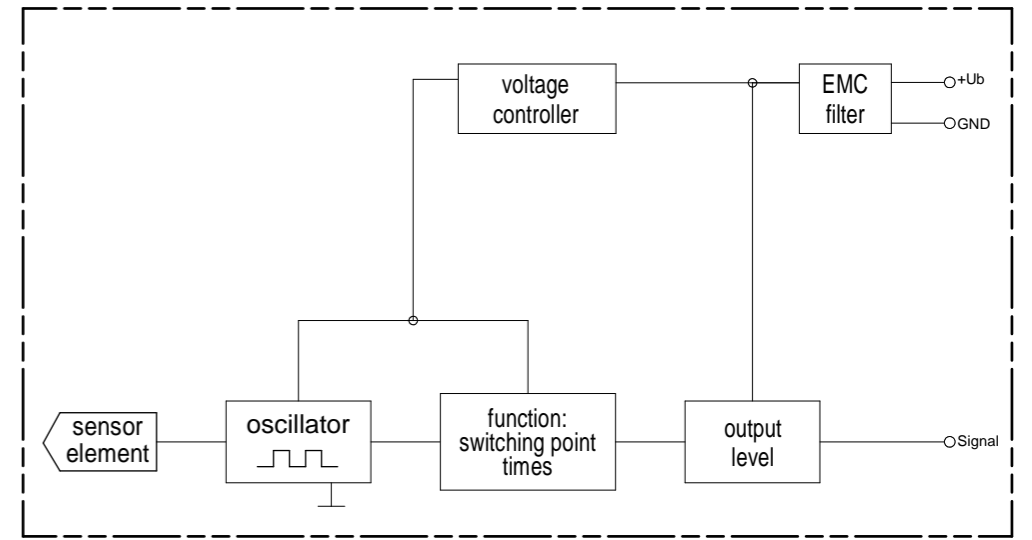 voltage
controller
EMC
filter
+Ub
GND
sensor
element
oscillator
function:
switching point
times
output
level
Signal